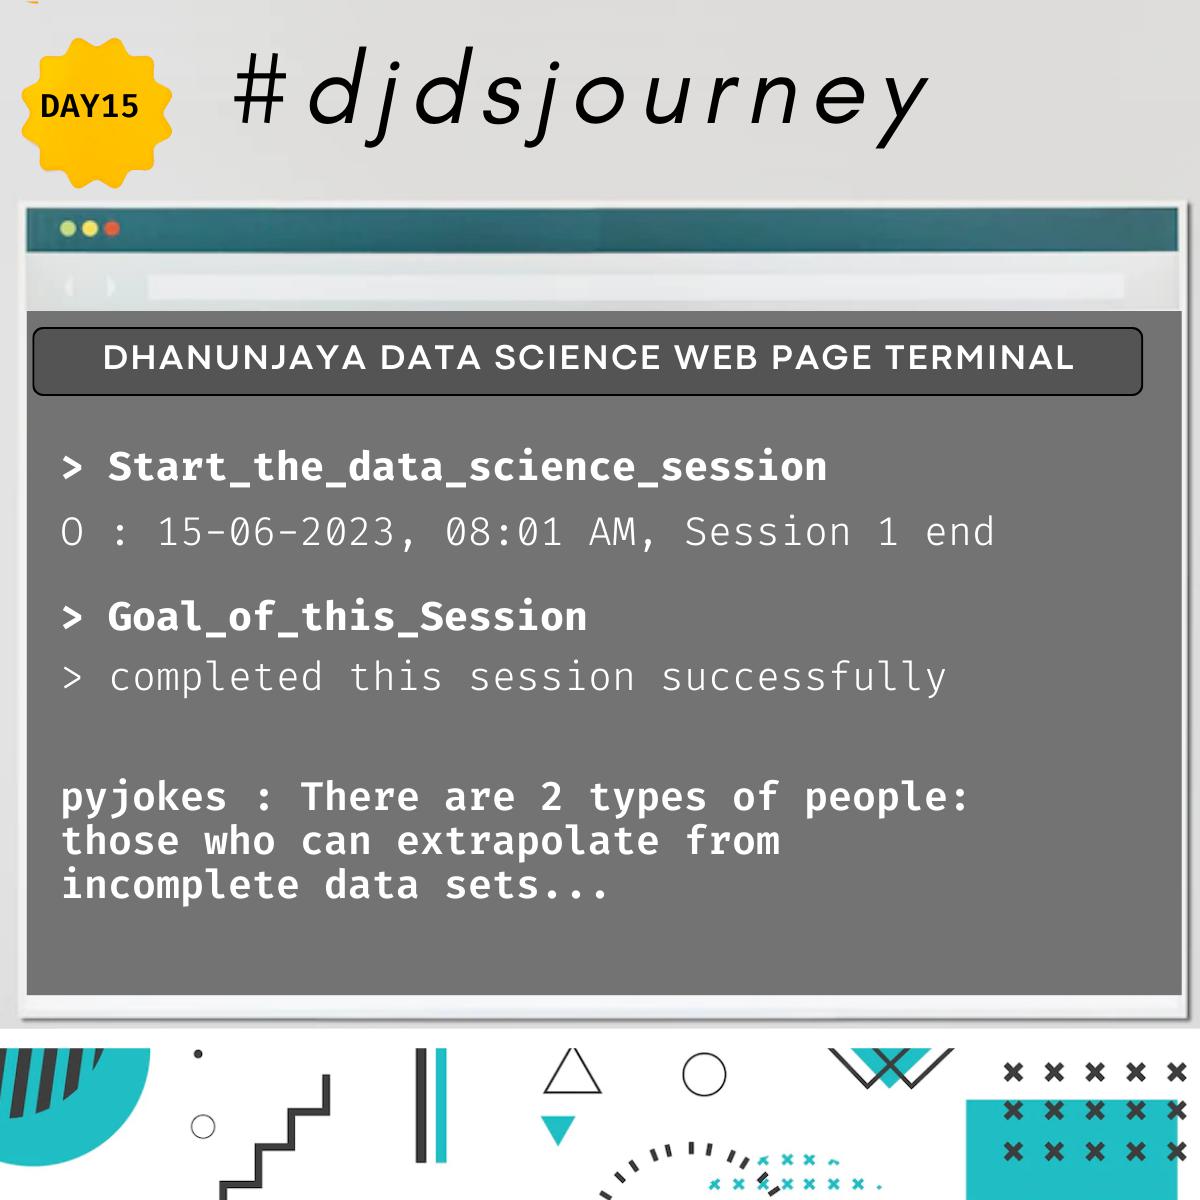 DAY15
#djdsjourney
DHANUNJAYA DATA SCIENCE WEB PAGE TERMINAL
> Start_the_data_science_session
O : 15-06-2023, 08:01 AM, Session 1 end
> Goal_of_this_Session
> completed this session successfully
pyjokes : There are 2 types of people:
those who can extrapolate from
incomplete data sets...